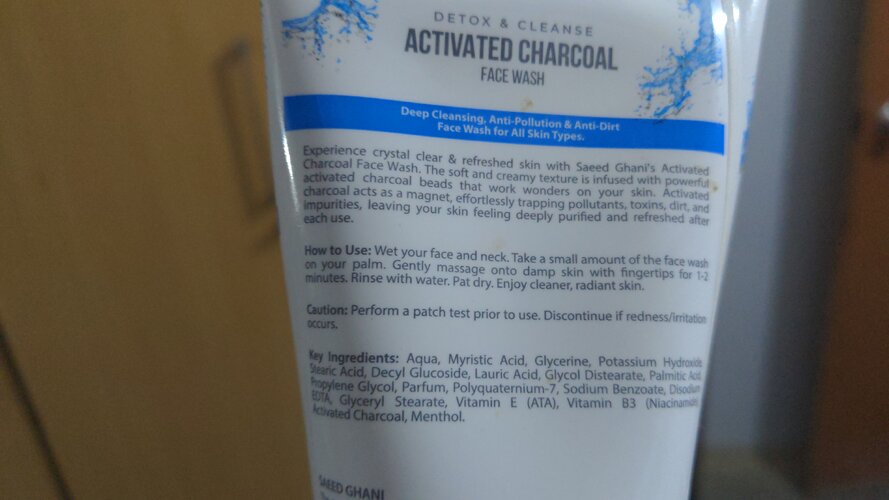 DETOX & CLEANSE
ACTIVATED CHARCOAL
FACE WASH
Deep Cleansing, Anti-Pollution & Anti-Dirt
Face Wash for All Skin Types.
Experience crystal clear & refreshed skin with Saeed Ghani's Activated
Charcoal Face Wash. The soft and creamy texture is infused with powerful
activated charcoal beads that work wonders on your skin. Activated
charcoal acts as a magnet, effortlessly trapping pollutants, toxins, dirt, and
impurities, leaving your skin feeling deeply purified and refreshed after
each use.
How to Use: Wet your face and neck. Take a small amount of the face wash
on your palm. Gently massage onto damp skin with fingertips for 1-2
minutes. Rinse with water. Pat dry. Enjoy cleaner, radiant skin.
Caution: Perform a patch test prior to use. Discontinue if redness/irritation
occurs.
Key Ingredients: Aqua, Myristic Acid, Glycerine, Potassium Hydroxide
Stearic Acid, Decyl Glucoside, Lauric Acid, Glycol Distearate, Palmitic Acid
Propylene Glycol, Parfum, Polyquaternium-7, Sodium Benzoate, Disodium
EDTA, Glyceryl Stearate, Vitamin E (ATA), Vitamin B3 (Niacinamide)
Activated Charcoal, Menthol.
SAEED GHANI